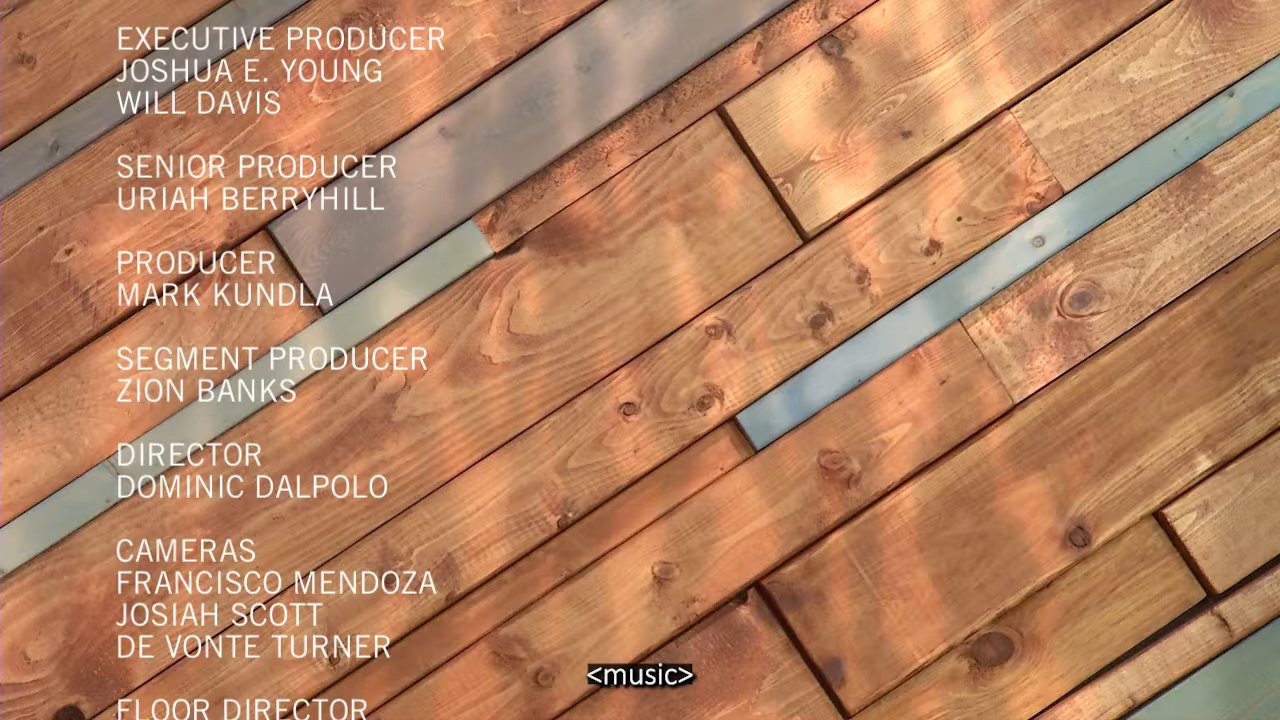 EXECUTIVE PRODUCER
JOSHUA E. YOUNG
WILL DAVIS
SENIOR PRODUCER
URIAH BERRYHILL
PRODUCER
MARK KUNDLA
SEGMENT PRODUCER
ZION BANKS
DIRECTOR
DOMINIC DALPOLO
CAMERAS
FRANCISCO MENDOZA
JOSIAH SCOTT
DE VONTE TURNER
FLOOR DIRECTOR
<music>